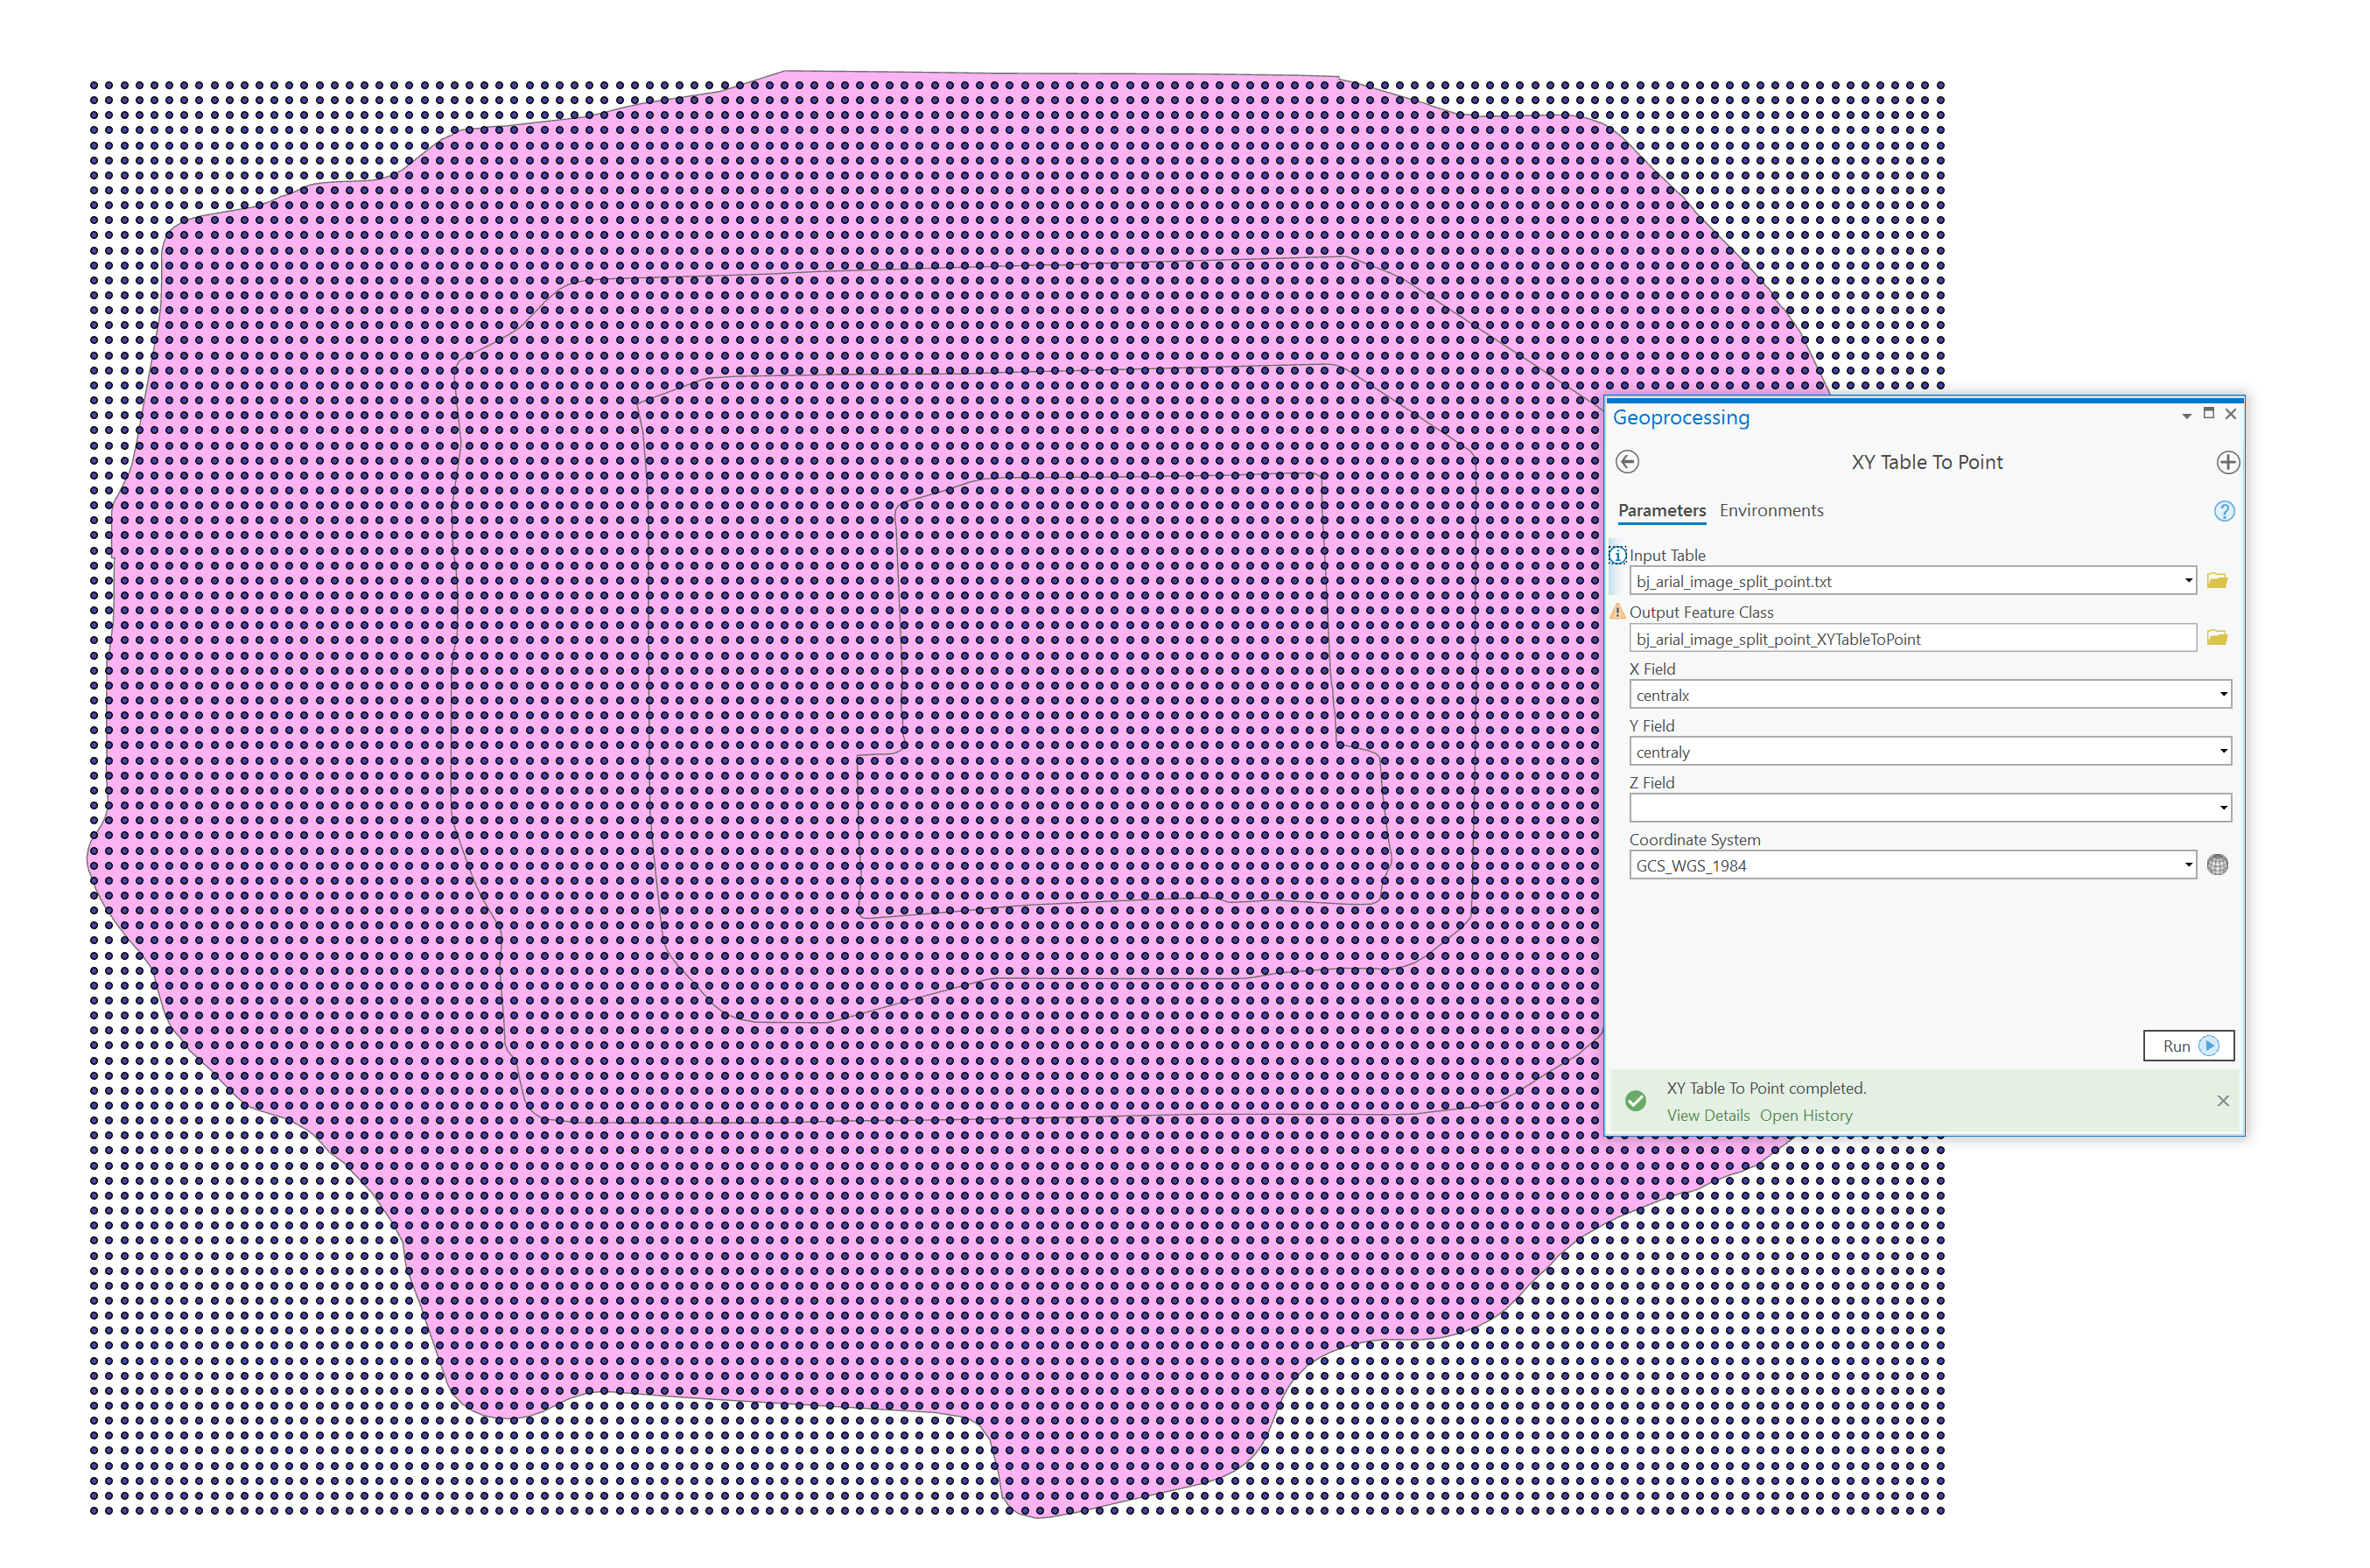 Geoprocessing
XY Table To Point
Parameters Environments
Input Table
bj_arial_image_split_point.txt
Output Feature Class
bj_arial_image_split_point_XYTableToPoint
X Field
centralx
Y Field
centraly
Z Field
Coordinate System
GCS_WGS_1984
Run
XY Table To Point completed.
View Details Open History